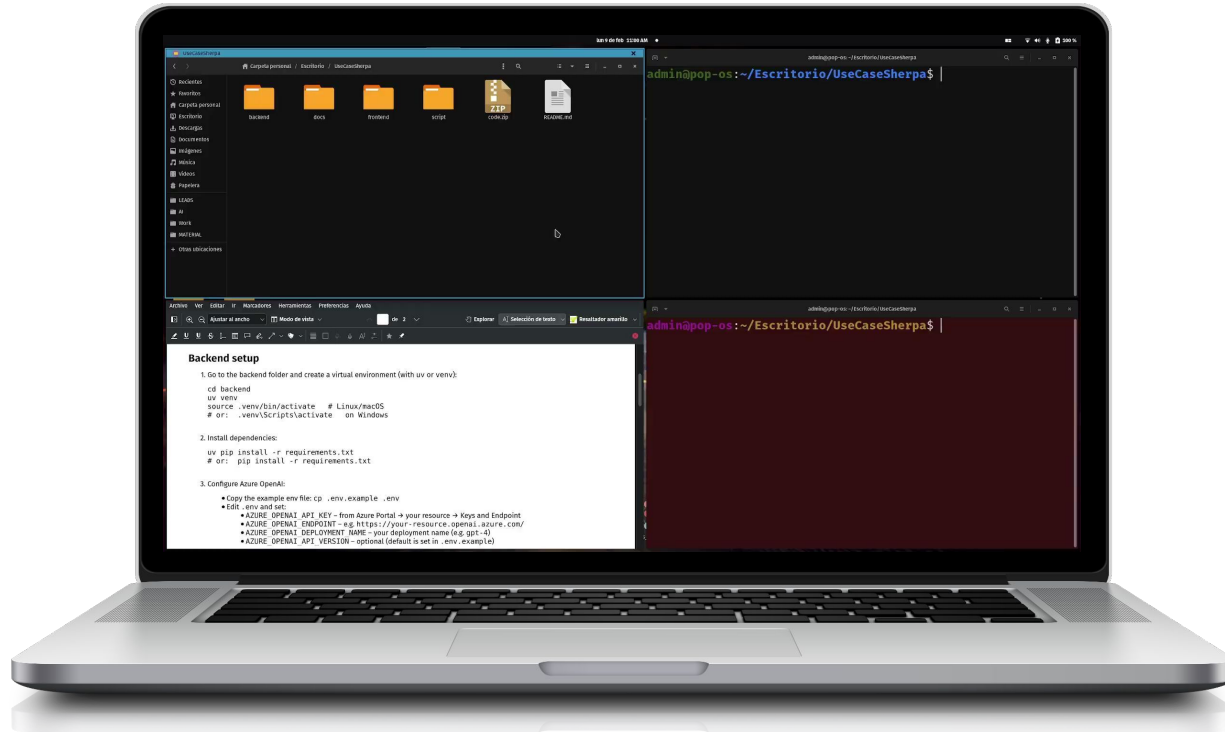 lun 9 de feb 11:00 AM
100 %
UseCaseSherpa
Carpeta personal / Escritorio / UseCaseSherpa
Recientes
Favoritos
Carpeta personal
Escritorio
Descargas
Documentos
Imágenes
Música
Vídeos
Papelera
LEADS
AI
Work
MATERIAL
+ Otras ubicaciones
backend
docs
frontend
script
ZIP
code.zip
README.md
admin@pop-os: ~/Escritorio/UseCaseSherpa
admin@pop-os:~/Escritorio/UseCaseSherpa$
Archivo Ver Editar Ir Marcadores Herramientas Preferencias Ayuda
Ajustar al ancho Modo de vista de 2 Explorar Selección de texto Resaltador amarillo
Backend setup
1. Go to the backend folder and create a virtual environment (with uv or venv):
cd backend
uv venv
source .venv/bin/activate # Linux/macOS
# or: .venv\Scripts\activate on Windows
2. Install dependencies:
uv pip install -r requirements.txt
# or: pip install -r requirements.txt
3. Configure Azure OpenAI:
• Copy the example env file: cp .env.example .env
• Edit .env and set:
• AZURE_OPENAI_API_KEY – from Azure Portal → your resource → Keys and Endpoint
• AZURE_OPENAI_ENDPOINT – e.g. https://your-resource.openai.azure.com/
• AZURE_OPENAI_DEPLOYMENT_NAME – your deployment name (e.g. gpt-4)
• AZURE_OPENAI_API_VERSION – optional (default is set in .env.example)
admin@pop-os: ~/Escritorio/UseCaseSherpa
admin@pop-os:~/Escritorio/UseCaseSherpa$